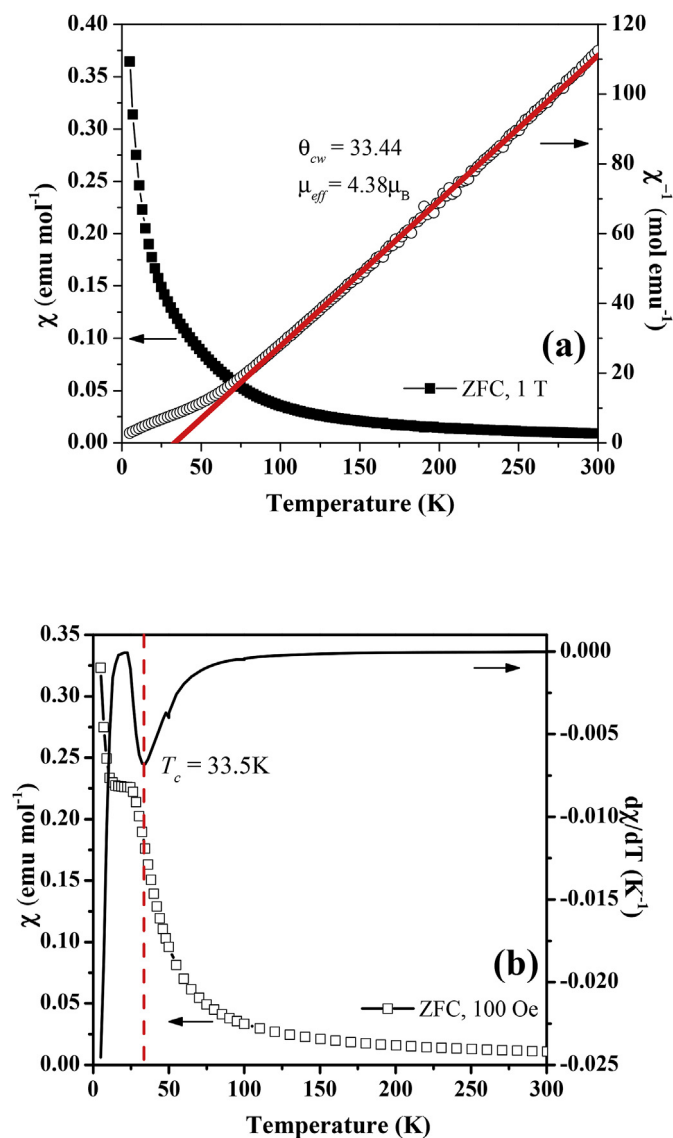 0.40
0.35
0.30
0.25
0.20
0.15
0.10
0.05
0.00
χ (emu mol⁻¹)
120
100
80
60
40
20
0
χ⁻¹ (mol emu⁻¹)
θcw = 33.44
μeff = 4.38μB
(a)
ZFC, 1 T
0 50 100 150 200 250 300
Temperature (K)
0.35
0.30
0.25
0.20
0.15
0.10
0.05
0.00
χ (emu mol⁻¹)
0.000
-0.005
-0.010
-0.015
-0.020
-0.025
dχ/dT (K⁻¹)
Tc = 33.5K
(b)
ZFC, 100 Oe
0 50 100 150 200 250 300
Temperature (K)